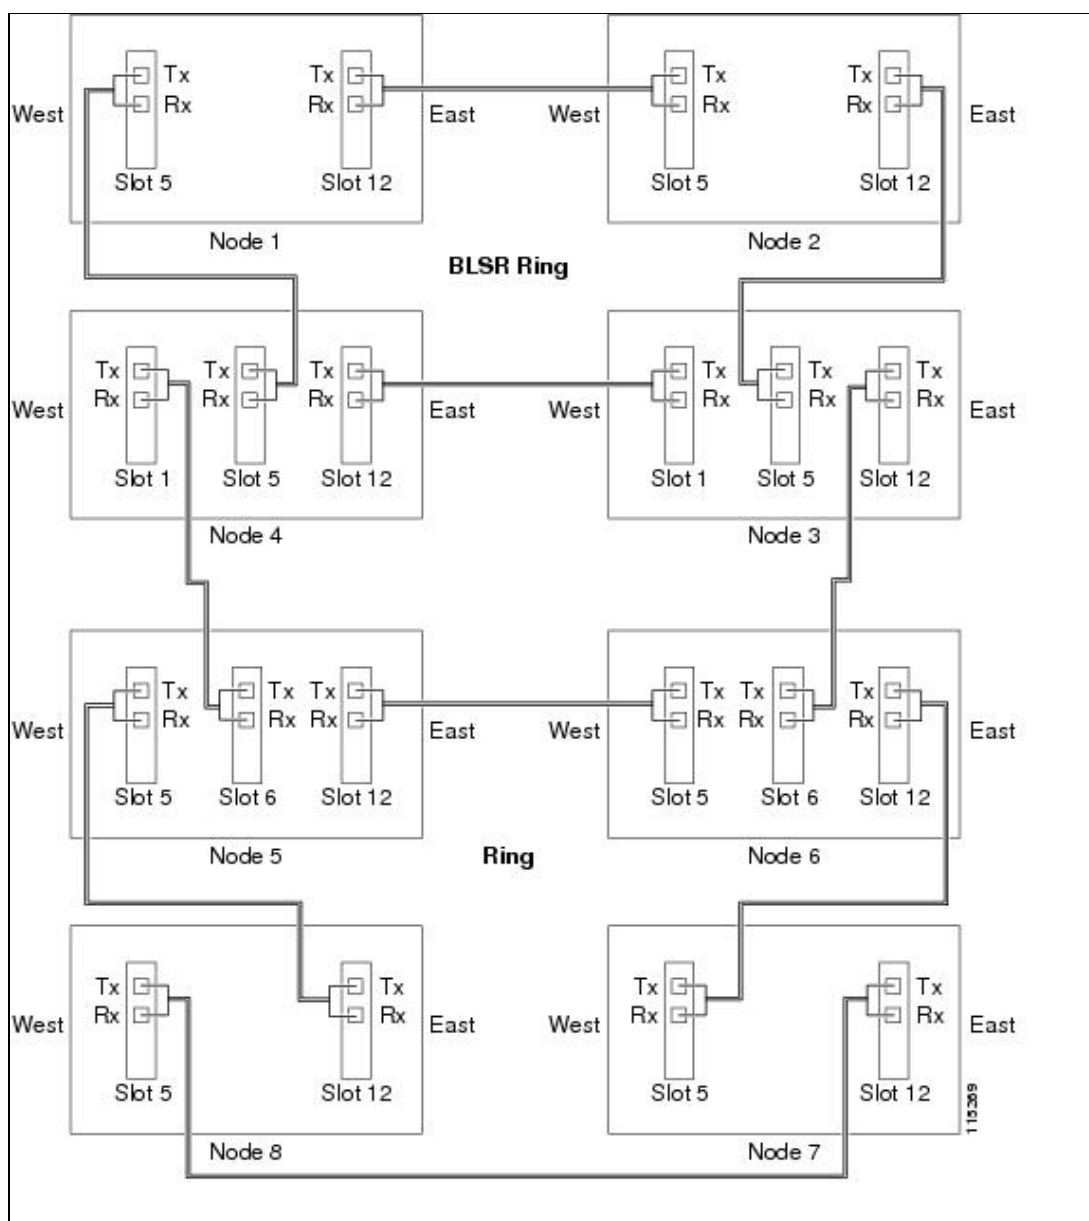 Tx Tx Tx Tx
West Rx Rx East West Rx Rx East
Slot 5 Slot 12 Slot 5 Slot 12
Node 1 Node 2
BLSR Ring
Tx Tx Tx Tx Tx Tx
West Rx Rx Rx East West Rx Rx Rx East
Slot 1 Slot 5 Slot 12 Slot 1 Slot 5 Slot 12
Node 4 Node 3
Tx Tx Tx Tx Tx Tx
West Rx Rx Rx East West Rx Rx Rx East
Slot 5 Slot 6 Slot 12 Slot 5 Slot 6 Slot 12
Node 5 Ring Node 6
Tx Tx Tx Tx
West Rx Rx East West Rx Rx East
Slot 5 Slot 12 Slot 5 Slot 12
115269
Node 8 Node 7